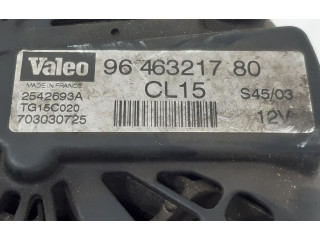 Valeo 96 463217 80
MADE IN FRANCE CL15 S45/03
2542693A
TG15C020 12V
703030725